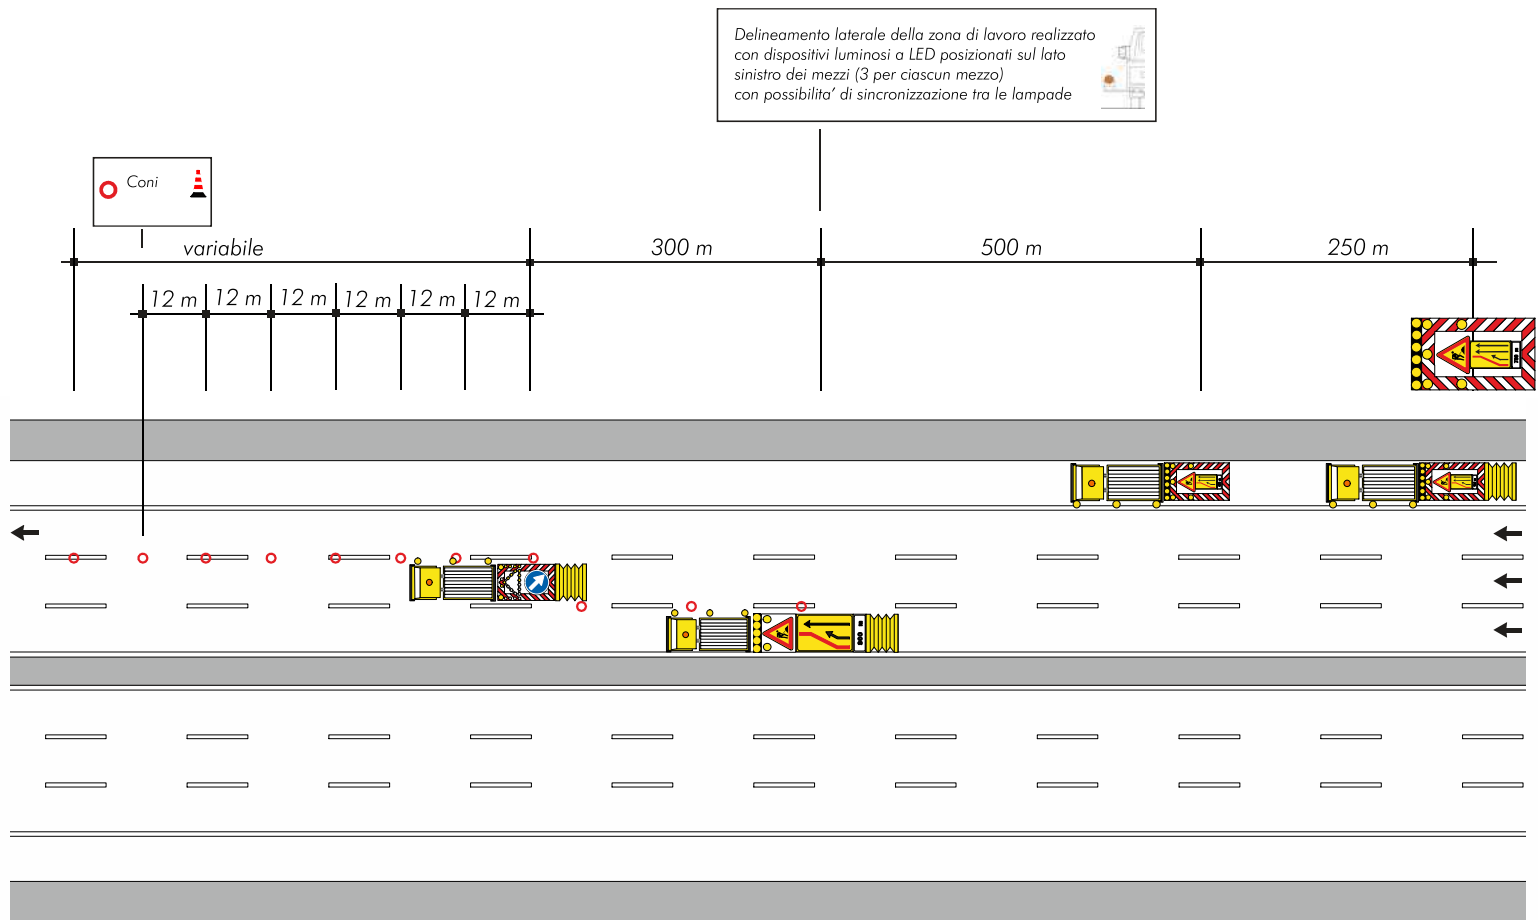 Delineamento laterale della zona di lavoro realizzato
con dispositivi luminosi a LED posizionati sul lato
sinistro dei mezzi (3 per ciascun mezzo)
con possibilita’ di sincronizzazione tra le lampade
Coni
variabile
300 m
500 m
250 m
12 m
12 m
12 m
12 m
12 m
12 m